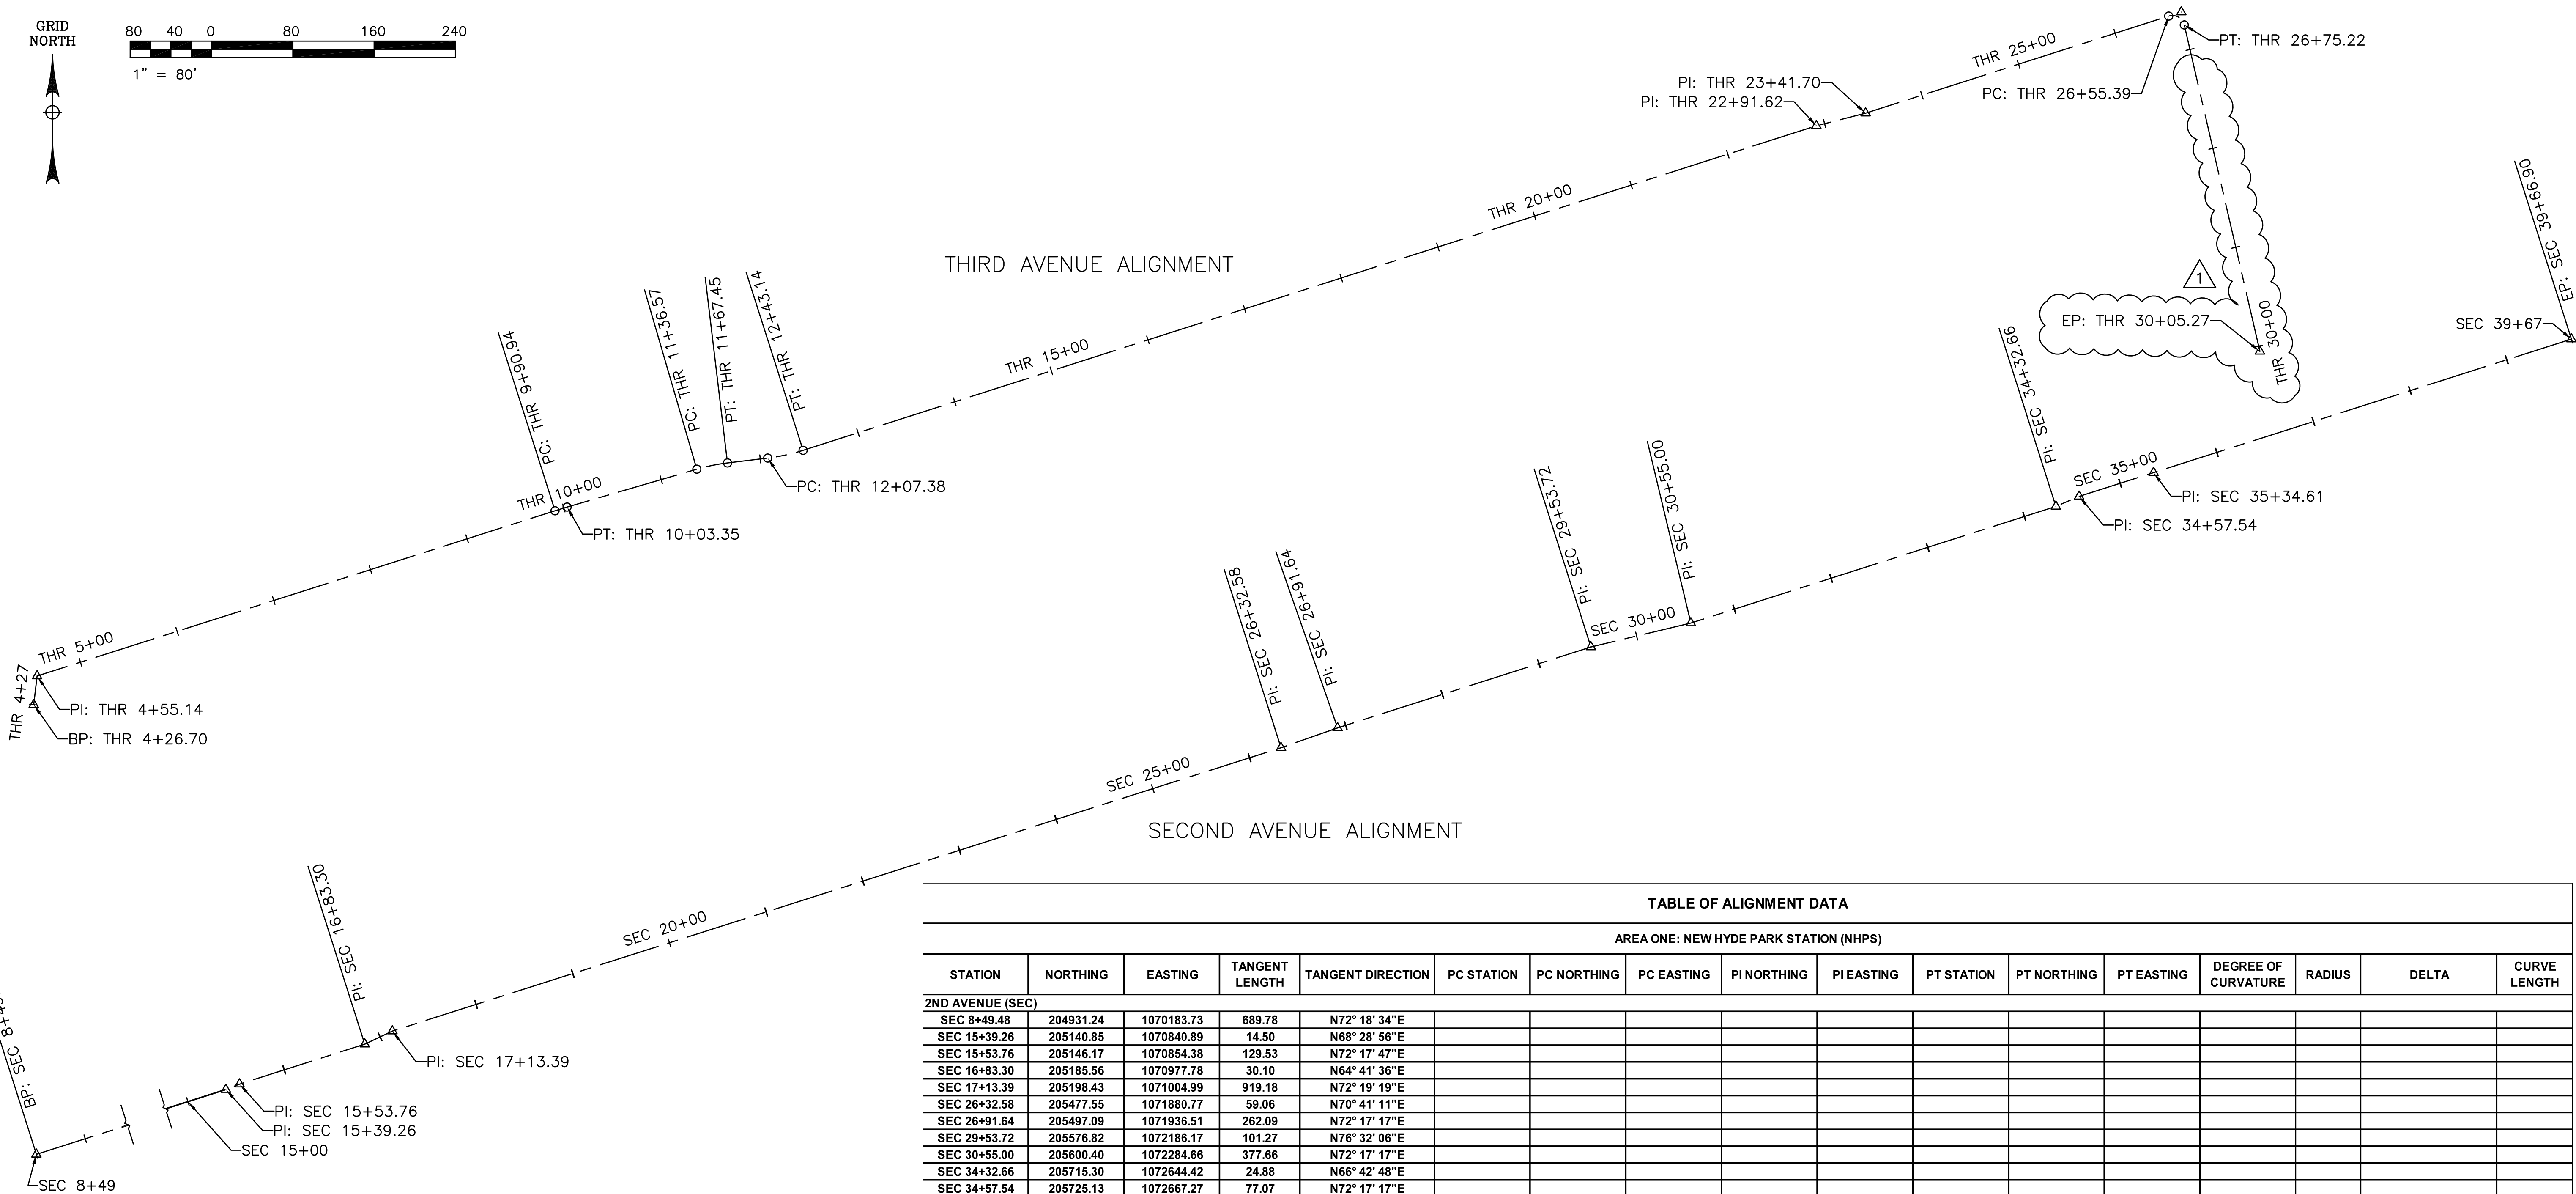 GRID
NORTH
80 40 0 80 160 240
1" = 80'
THR 25+00
PT: THR 26+75.22
PI: THR 23+41.70
PI: THR 22+91.62
PC: THR 26+55.39
THR 20+00
EP: SEC 39+66.90
THIRD AVENUE ALIGNMENT
1
EP: THR 30+05.27
THR 30+00
SEC 39+67
PC: THR 9+90.94
PC: THR 11+36.57
PT: THR 11+67.45
PT: THR 12+43.14
THR 15+00
PI: SEC 34+32.66
THR 10+00
PC: THR 12+07.38
PT: THR 10+03.35
SEC 35+00
PI: SEC 35+34.61
PI: SEC 34+57.54
PI: SEC 29+53.72
PI: SEC 30+55.00
PI: SEC 26+32.58
PI: SEC 26+91.64
SEC 30+00
THR 5+00
THR 4+27
PI: THR 4+55.14
BP: THR 4+26.70
SEC 25+00
SECOND AVENUE ALIGNMENT
PI: SEC 16+83.30
SEC 20+00
PI: SEC 17+13.39
BP: SEC
PI: SEC 15+53.76
PI: SEC 15+39.26
SEC 15+00
SEC 8+49
TABLE OF ALIGNMENT DATA
AREA ONE: NEW HYDE PARK STATION (NHPS)
STATION NORTHING EASTING TANGENT LENGTH TANGENT DIRECTION PC STATION PC NORTHING PC EASTING PI NORTHING PI EASTING PT STATION PT NORTHING PT EASTING DEGREE OF CURVATURE RADIUS DELTA CURVE LENGTH
2ND AVENUE (SEC)
SEC 8+49.48 204931.24 1070183.73 689.78 N72° 18' 34"E
SEC 15+39.26 205140.85 1070840.89 14.50 N68° 28' 56"E
SEC 15+53.76 205146.17 1070854.38 129.53 N72° 17' 47"E
SEC 16+83.30 205185.56 1070977.78 30.10 N64° 41' 36"E
SEC 17+13.39 205198.43 1071004.99 919.18 N72° 19' 19"E
SEC 26+32.58 205477.55 1071880.77 59.06 N70° 41' 11"E
SEC 26+91.64 205497.09 1071936.51 262.09 N72° 17' 17"E
SEC 29+53.72 205576.82 1072186.17 101.27 N76° 32' 06"E
SEC 30+55.00 205600.40 1072284.66 377.66 N72° 17' 17"E
SEC 34+32.66 205715.30 1072644.42 24.88 N66° 42' 48"E
SEC 34+57.54 205725.13 1072667.27 77.07 N72° 17' 17"E